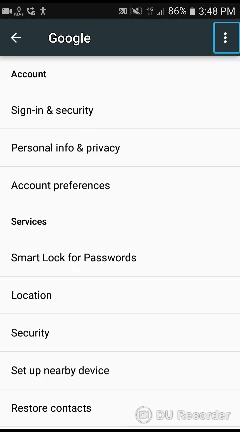 86% 3:48 PM
Google
Account
Sign-in & security
Personal info & privacy
Account preferences
Services
Smart Lock for Passwords
Location
Security
Set up nearby device
Restore contacts
DU Recorder